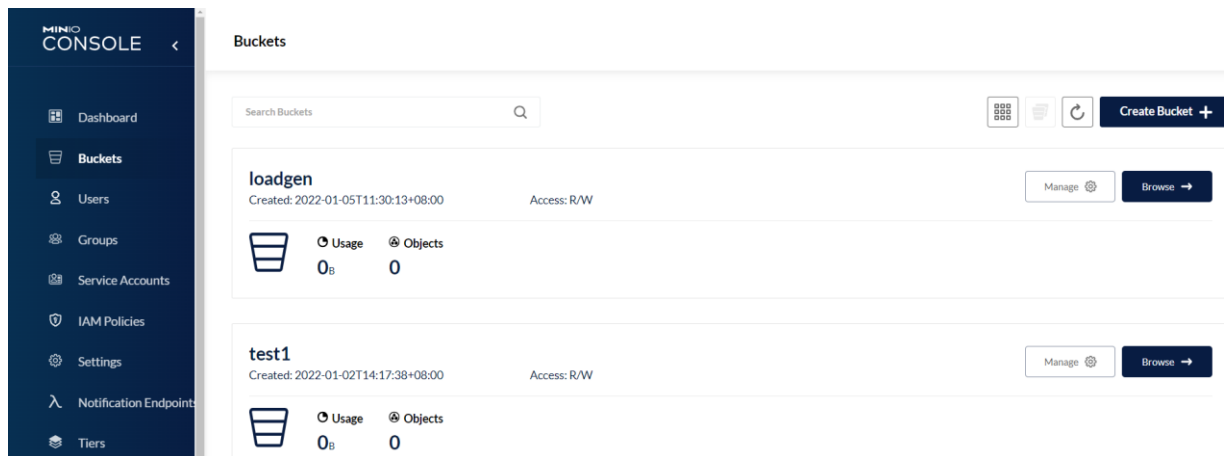 MINIO
CONSOLE
Dashboard
Buckets
Users
Groups
Service Accounts
IAM Policies
Settings
Notification Endpoints
Tiers
Buckets
Search Buckets
Create Bucket +
loadgen
Created: 2022-01-05T11:30:13+08:00 Access: R/W
Manage Browse
Usage Objects
0B 0
test1
Created: 2022-01-02T14:17:38+08:00 Access: R/W
Manage Browse
Usage Objects
0B 0